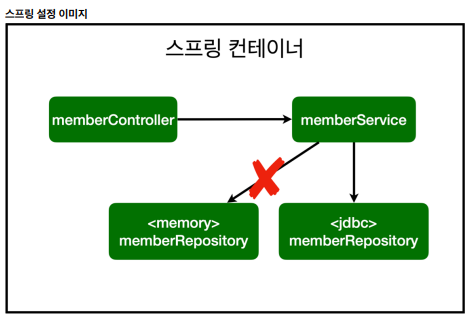 스프링 설정 이미지
스프링 컨테이너
memberController
memberService
<memory>
memberRepository
<jdbc>
memberRepository